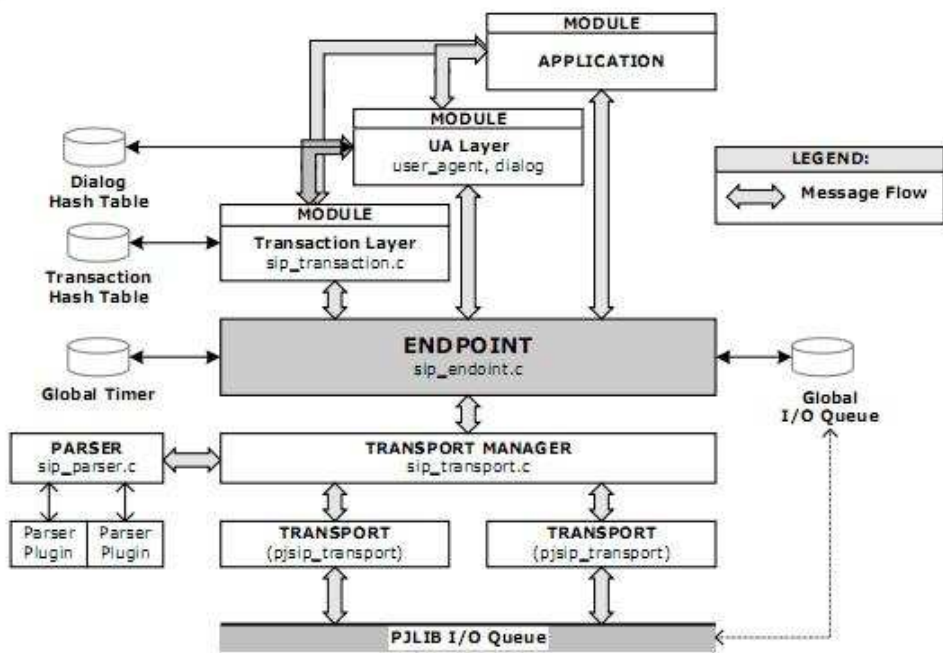 MODULE
APPLICATION
MODULE
UA Layer
user_agent, dialog
Dialog
Hash Table
LEGEND:
Message Flow
MODULE
Transaction Layer
sip_transaction.c
Transaction
Hash Table
ENDPOINT
sip_endoint.c
Global Timer
Global
I/O Queue
PARSER
sip_parser.c
TRANSPORT MANAGER
sip_transport.c
Parser
Plugin
Parser
Plugin
TRANSPORT
(pjsip_transport)
TRANSPORT
(pjsip_transport)
PJLIB I/O Queue